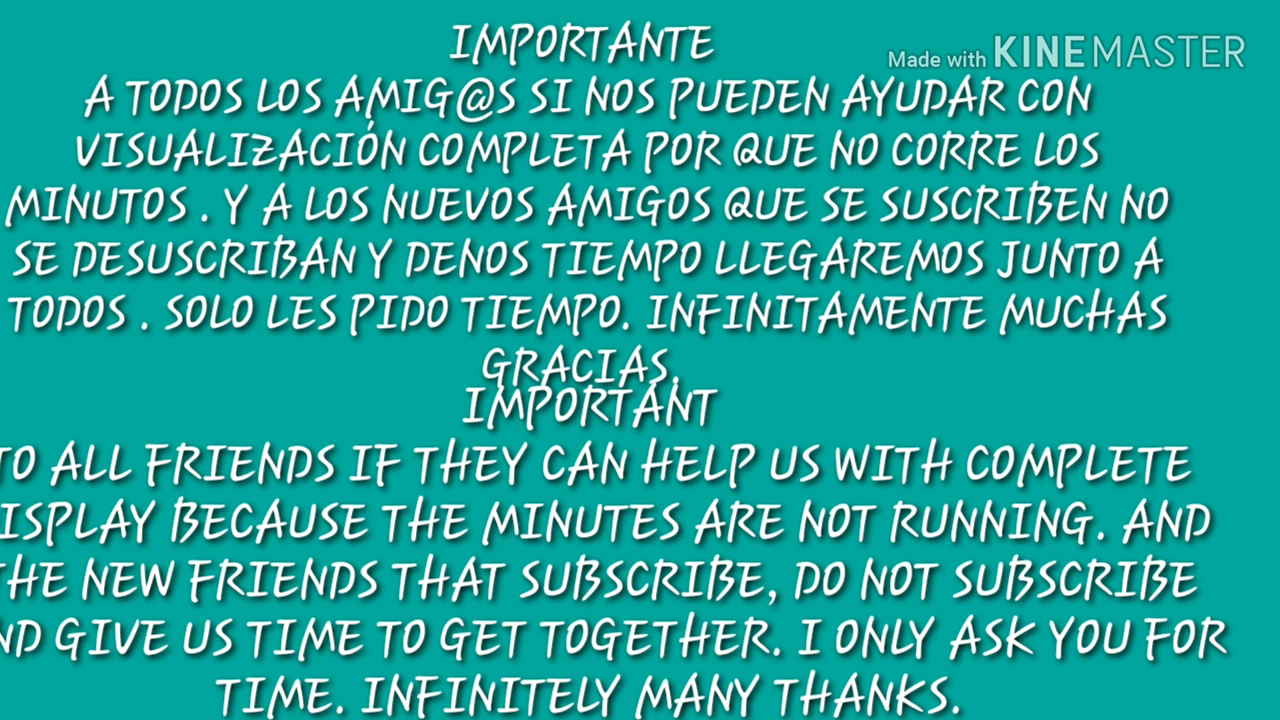 IMPORTANTE
Made with KINEMASTER
A TODOS LOS AMIG@S SI NOS PUEDEN AYUDAR CON
VISUALIZACIÓN COMPLETA POR QUE NO CORRE LOS
MINUTOS . Y A LOS NUEVOS AMIGOS QUE SE SUSCRIBEN NO
SE DESUSCRIBAN Y DENOS TIEMPO LLEGAREMOS JUNTO A
TODOS . SOLO LES PIDO TIEMPO. INFINITAMENTE MUCHAS
GRACIAS.
IMPORTANT
TO ALL FRIENDS IF THEY CAN HELP US WITH COMPLETE
ISPLAY BECAUSE THE MINUTES ARE NOT RUNNING. AND
THE NEW FRIENDS THAT SUBSCRIBE, DO NOT SUBSCRIBE
ND GIVE US TIME TO GET TOGETHER. I ONLY ASK YOU FOR
TIME. INFINITELY MANY THANKS.